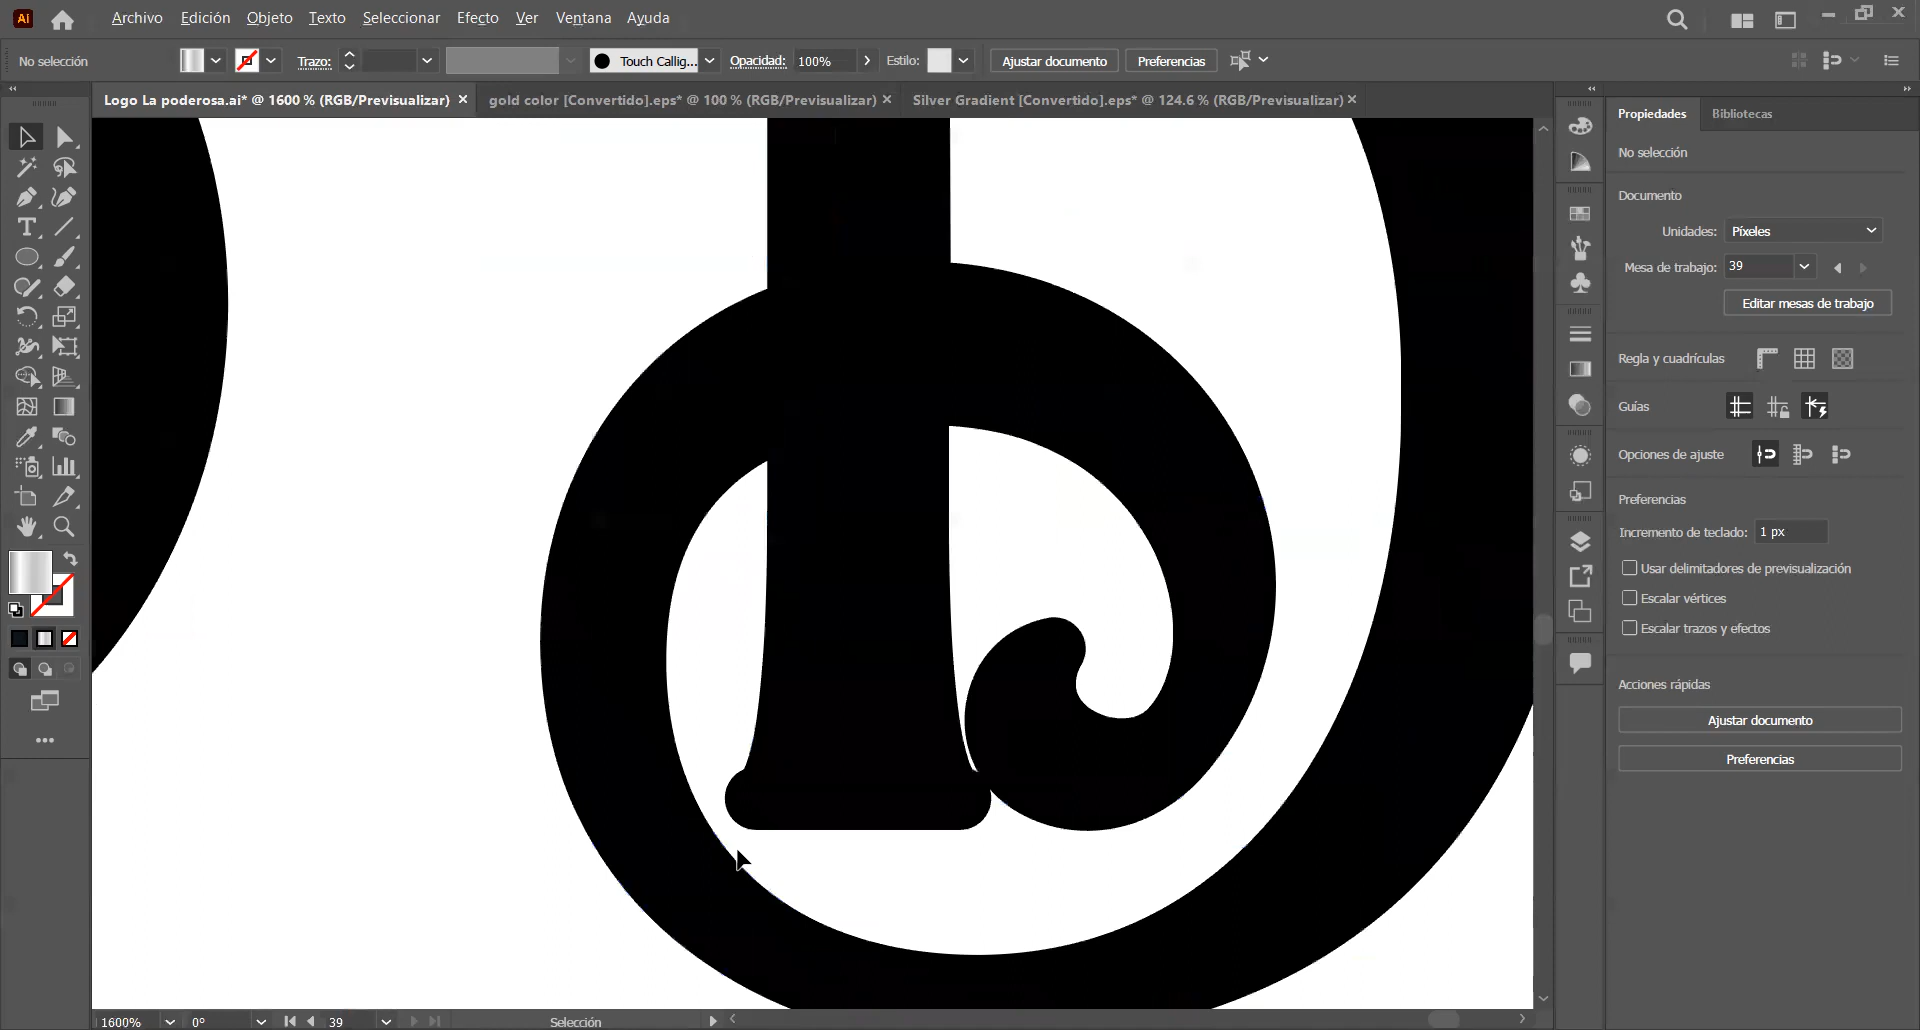 Ai
Archivo Edición Objeto Texto Seleccionar Efecto Ver Ventana Ayuda
No selección
Trazo:
Touch Callig...
Opacidad:
100%
Estilo:
Ajustar documento
Preferencias
Logo La poderosa.ai* @ 1600 % (RGB/Previsualizar)
gold color [Convertido].eps* @ 100 % (RGB/Previsualizar)
Silver Gradient [Convertido].eps* @ 124.6 % (RGB/Previsualizar)
Propiedades
Bibliotecas
No selección
Documento
Unidades:
Píxeles
Mesa de trabajo:
39
Editar mesas de trabajo
Regla y cuadrículas
Guías
Opciones de ajuste
Preferencias
Incremento de teclado:
1 px
Usar delimitadores de previsualización
Escalar vértices
Escalar trazos y efectos
Acciones rápidas
Ajustar documento
Preferencias
1600%
0°
39
Selección